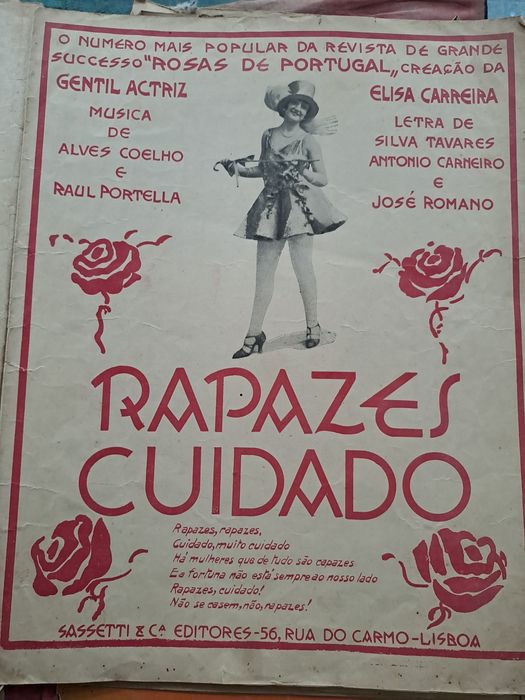 O NUMERO MAIS POPULAR DA REVISTA DE GRANDE
SUCCESSO "ROSAS DE PORTUGAL„ CREAÇÃO DA
GENTIL ACTRIZ
ELISA CARREIRA
MUSICA
DE
ALVES COELHO
E
RAUL PORTELLA
LETRA DE
SILVA TAVARES
ANTONIO CARNEIRO
E
JOSÉ ROMANO
RAPAZES
CUIDADO
Rapazes, rapazes,
Cuidado, muito cuidado
Há mulheres que de tudo são capazes
E a fortuna não está sempre ao nosso lado
Rapazes, cuidado!
Não se casem, não, rapazes!
SASSETTI & Cª. EDITORES-56, RUA DO CARMO-LISBOA